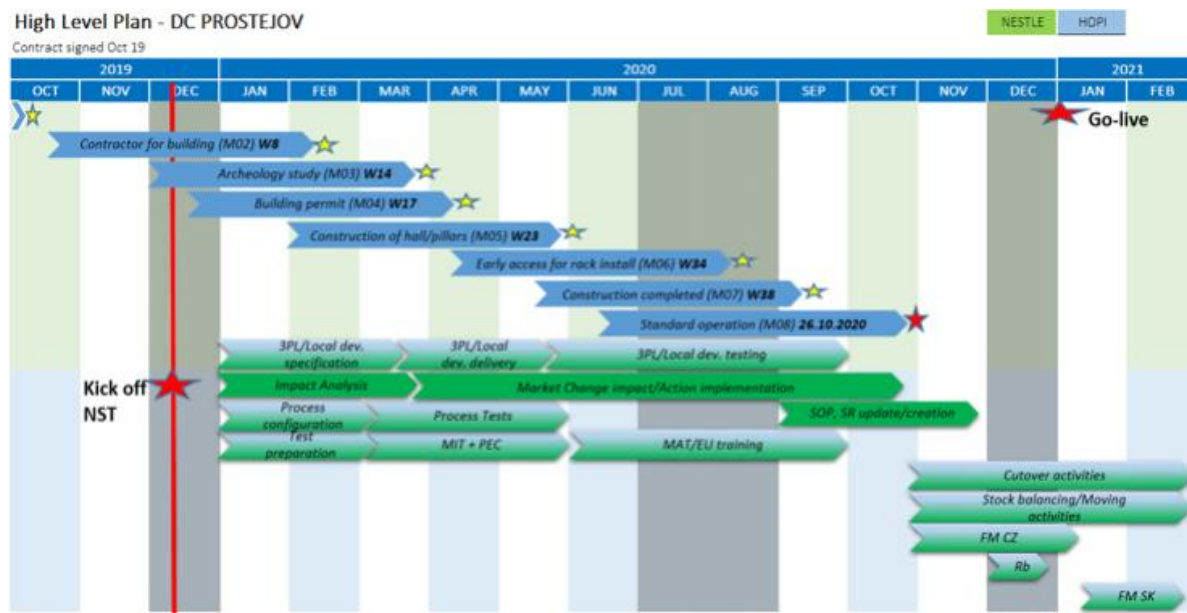 High Level Plan - DC PROSTEJOV
NESTLE HOPI
Contract signed Oct 19
2019 2020 2021
OCT NOV DEC JAN FEB MAR APR MAY JUN JUL AUG SEP OCT NOV DEC JAN FEB
Go-live
Contractor for building (M02) W8
Archeology study (M03) W14
Building permit (M04) W17
Construction of hall/pillars (M05) W23
Early access for rack install (M06) W34
Construction completed (M07) W38
Standard operation (M08) 26.10.2020
3PL/Local dev.
specification
3PL/Local
dev. delivery
3PL/Local dev. testing
Kick off
NST
Impact Analysis
Market Change impact/Action implementation
Process
configuration
Process Tests
SOP, SR update/creation
Test
preparation
MIT + PEC
MAT/EU training
Cutover activities
Stock balancing/Moving
activities
FM CZ
Rb
FM SK